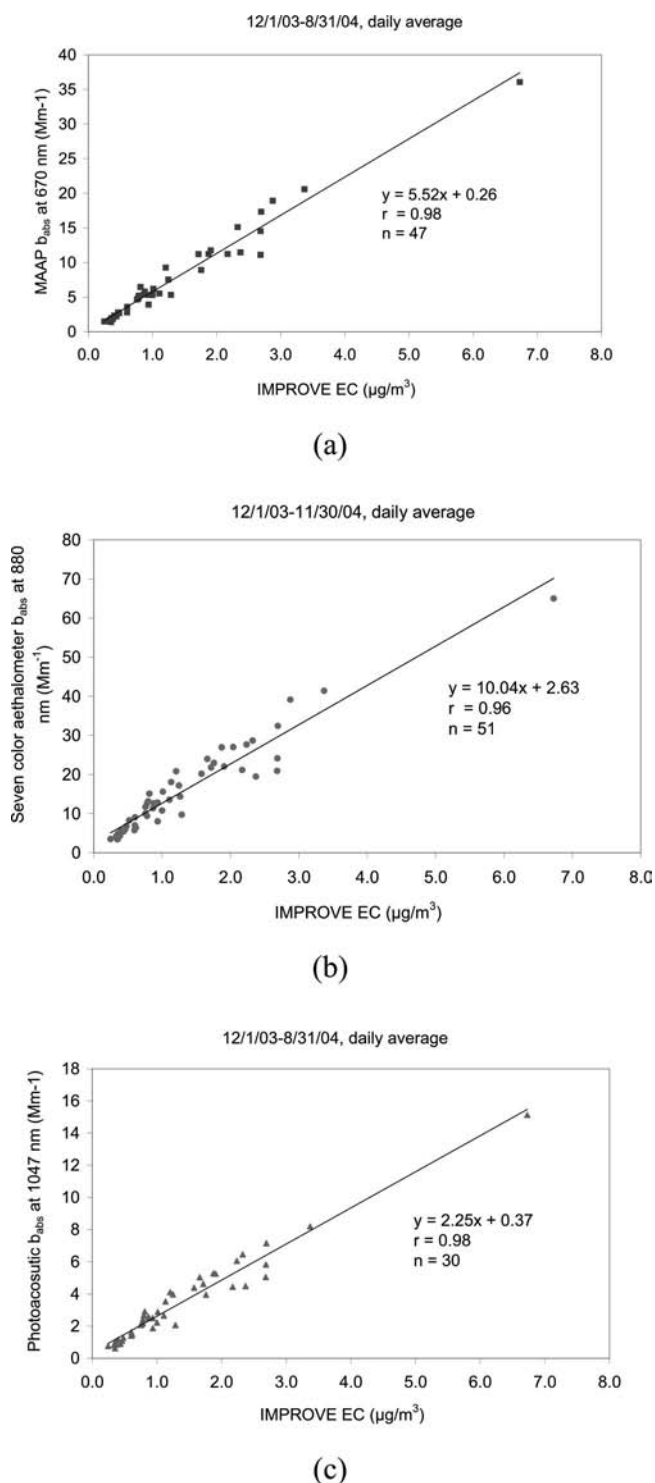 12/1/03-8/31/04, daily average
40
35
30
25
20
15
10
5
0
MAAP babs at 670 nm (Mm-1)
y = 5.52x + 0.26
r = 0.98
n = 47
0.0 1.0 2.0 3.0 4.0 5.0 6.0 7.0 8.0
IMPROVE EC (µg/m³)
(a)
12/1/03-11/30/04, daily average
80
70
60
50
40
30
20
10
0
Seven color aethalometer babs at 880
nm (Mm⁻¹)
y = 10.04x + 2.63
r = 0.96
n = 51
0.0 1.0 2.0 3.0 4.0 5.0 6.0 7.0 8.0
IMPROVE EC (µg/m³)
(b)
12/1/03-8/31/04, daily average
18
16
14
12
10
8
6
4
2
0
Photoacosutic babs at 1047 nm (Mm-1)
y = 2.25x + 0.37
r = 0.98
n = 30
0.0 1.0 2.0 3.0 4.0 5.0 6.0 7.0 8.0
IMPROVE EC (µg/m³)
(c)